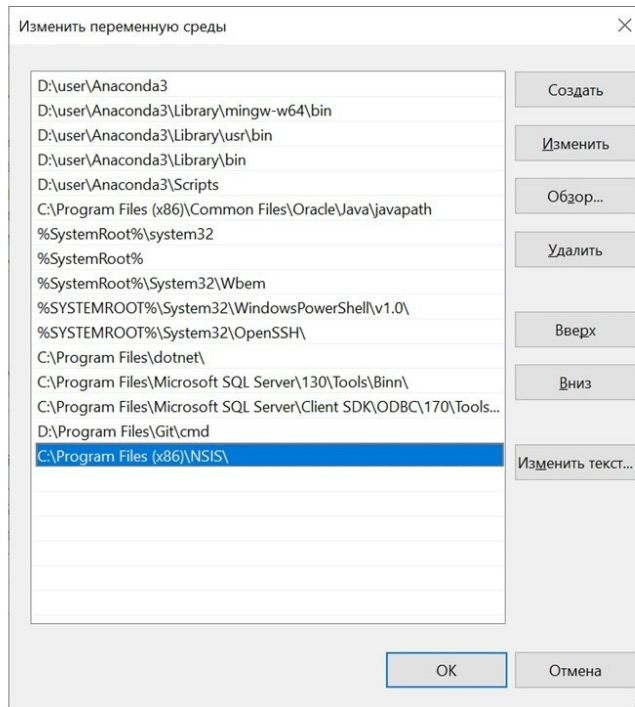 Изменить переменную среды
D:\user\Anaconda3
D:\user\Anaconda3\Library\mingw-w64\bin
D:\user\Anaconda3\Library\usr\bin
D:\user\Anaconda3\Library\bin
D:\user\Anaconda3\Scripts
C:\Program Files (x86)\Common Files\Oracle\Java\javapath
%SystemRoot%\system32
%SystemRoot%
%SystemRoot%\System32\Wbem
%SYSTEMROOT%\System32\WindowsPowerShell\v1.0\
%SYSTEMROOT%\System32\OpenSSH\
C:\Program Files\dotnet\
C:\Program Files\Microsoft SQL Server\130\Tools\Binn\
C:\Program Files\Microsoft SQL Server\Client SDK\ODBC\170\Tools...
D:\Program Files\Git\cmd
C:\Program Files (x86)\NSIS\
Создать
Изменить
Обзор...
Удалить
Вверх
Вниз
Изменить текст...
ОК
Отмена